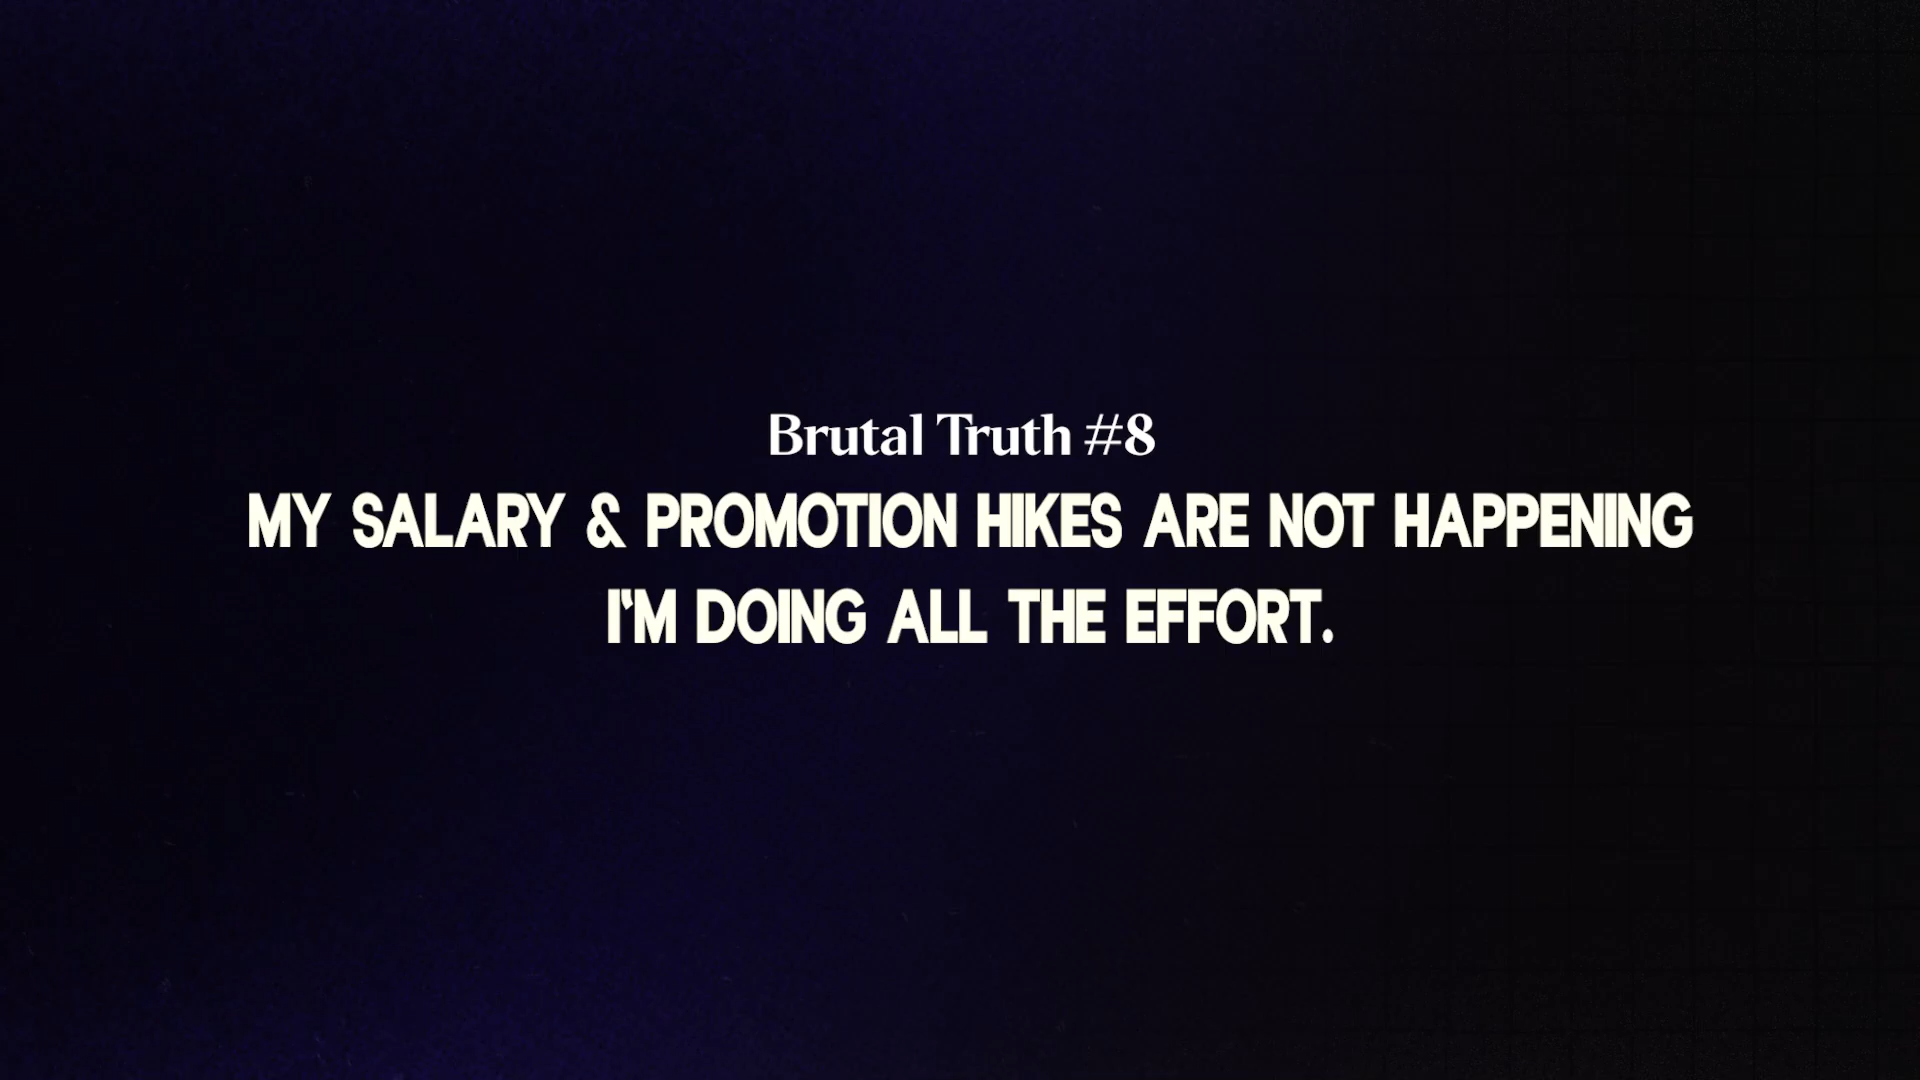 Brutal Truth #8
MY SALARY & PROMOTION HIKES ARE NOT HAPPENING
I'M DOING ALL THE EFFORT.